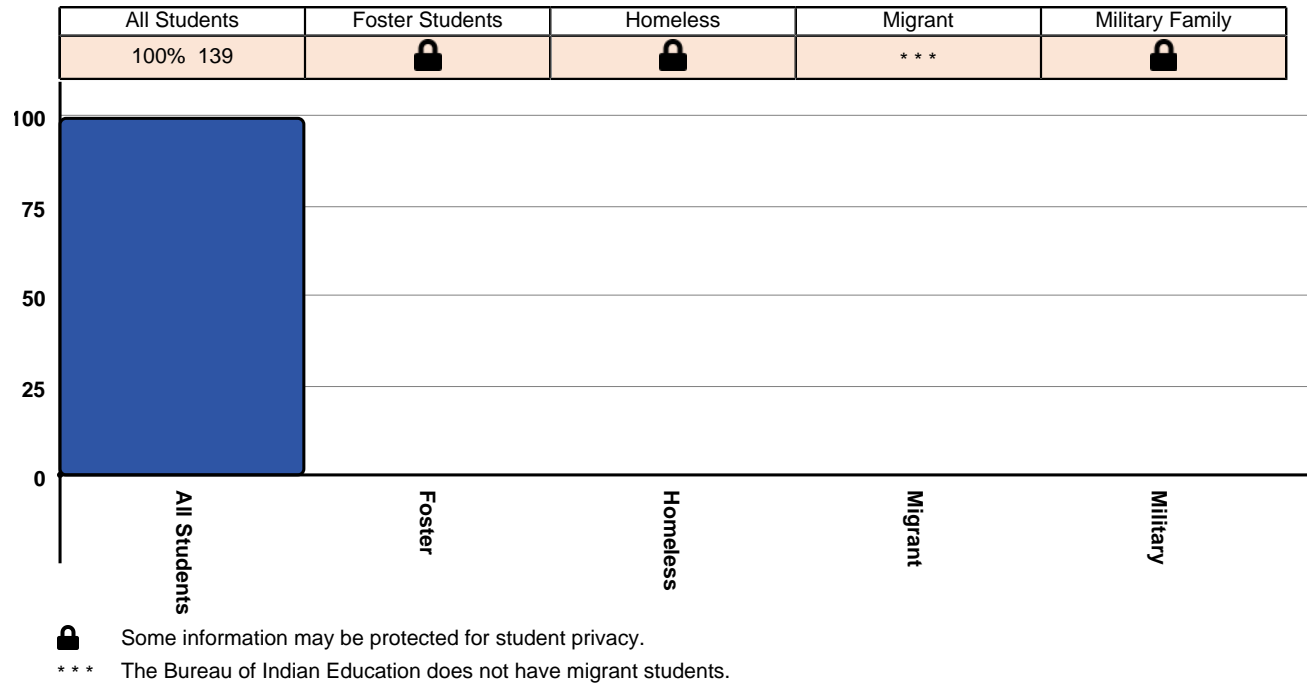 All Students Foster Students Homeless Migrant Military Family
100% 139 * * *
100
75
50
25
0
All Students
Foster
Homeless
Migrant
Military
Some information may be protected for student privacy.
* * * The Bureau of Indian Education does not have migrant students.